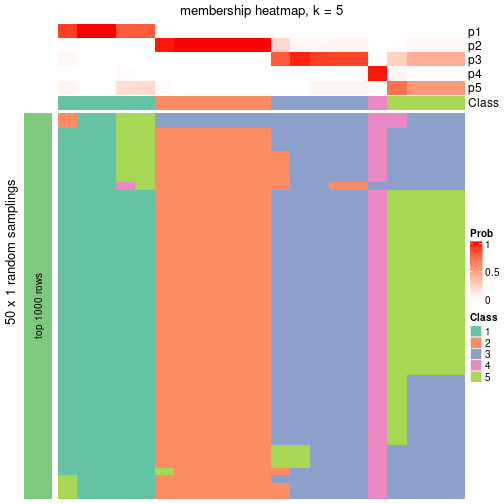 membership heatmap, k = 5
p1
p2
p3
p4
p5
Class
50 x 1 random samplings
top 1000 rows
Prob
1
0.5
0
Class
1
2
3
4
5